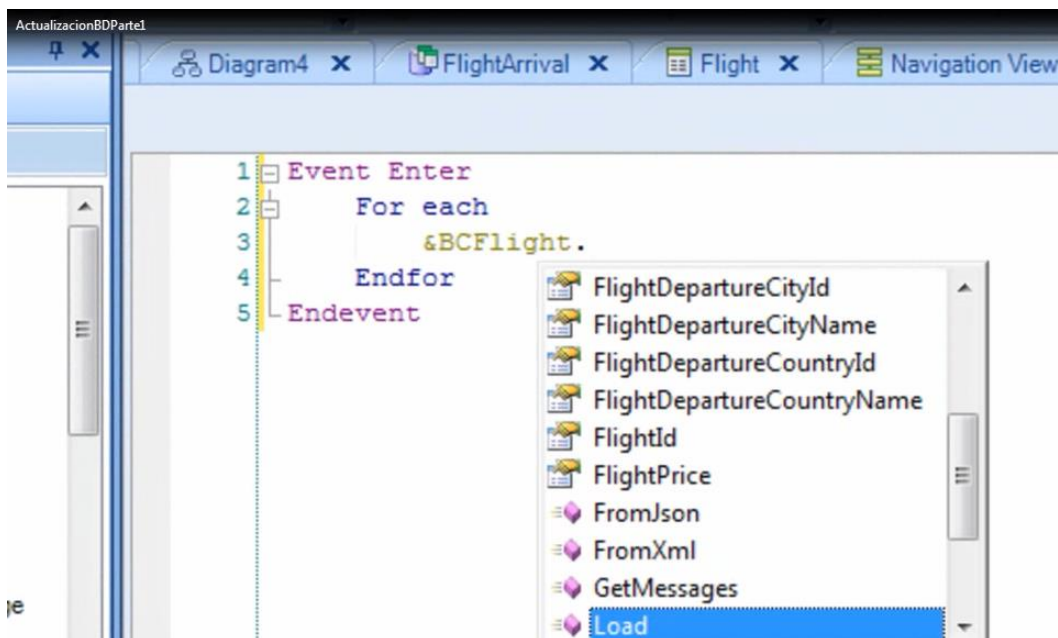 ActualizacionBDParte1
Diagram4 FlightArrival Flight Navigation View
1 Event Enter
2 For each
3 &BCFlight.
4 Endfor
5 Endevent
FlightDepartureCityId
FlightDepartureCityName
FlightDepartureCountryId
FlightDepartureCountryName
FlightId
FlightPrice
FromJson
FromXml
GetMessages
Load